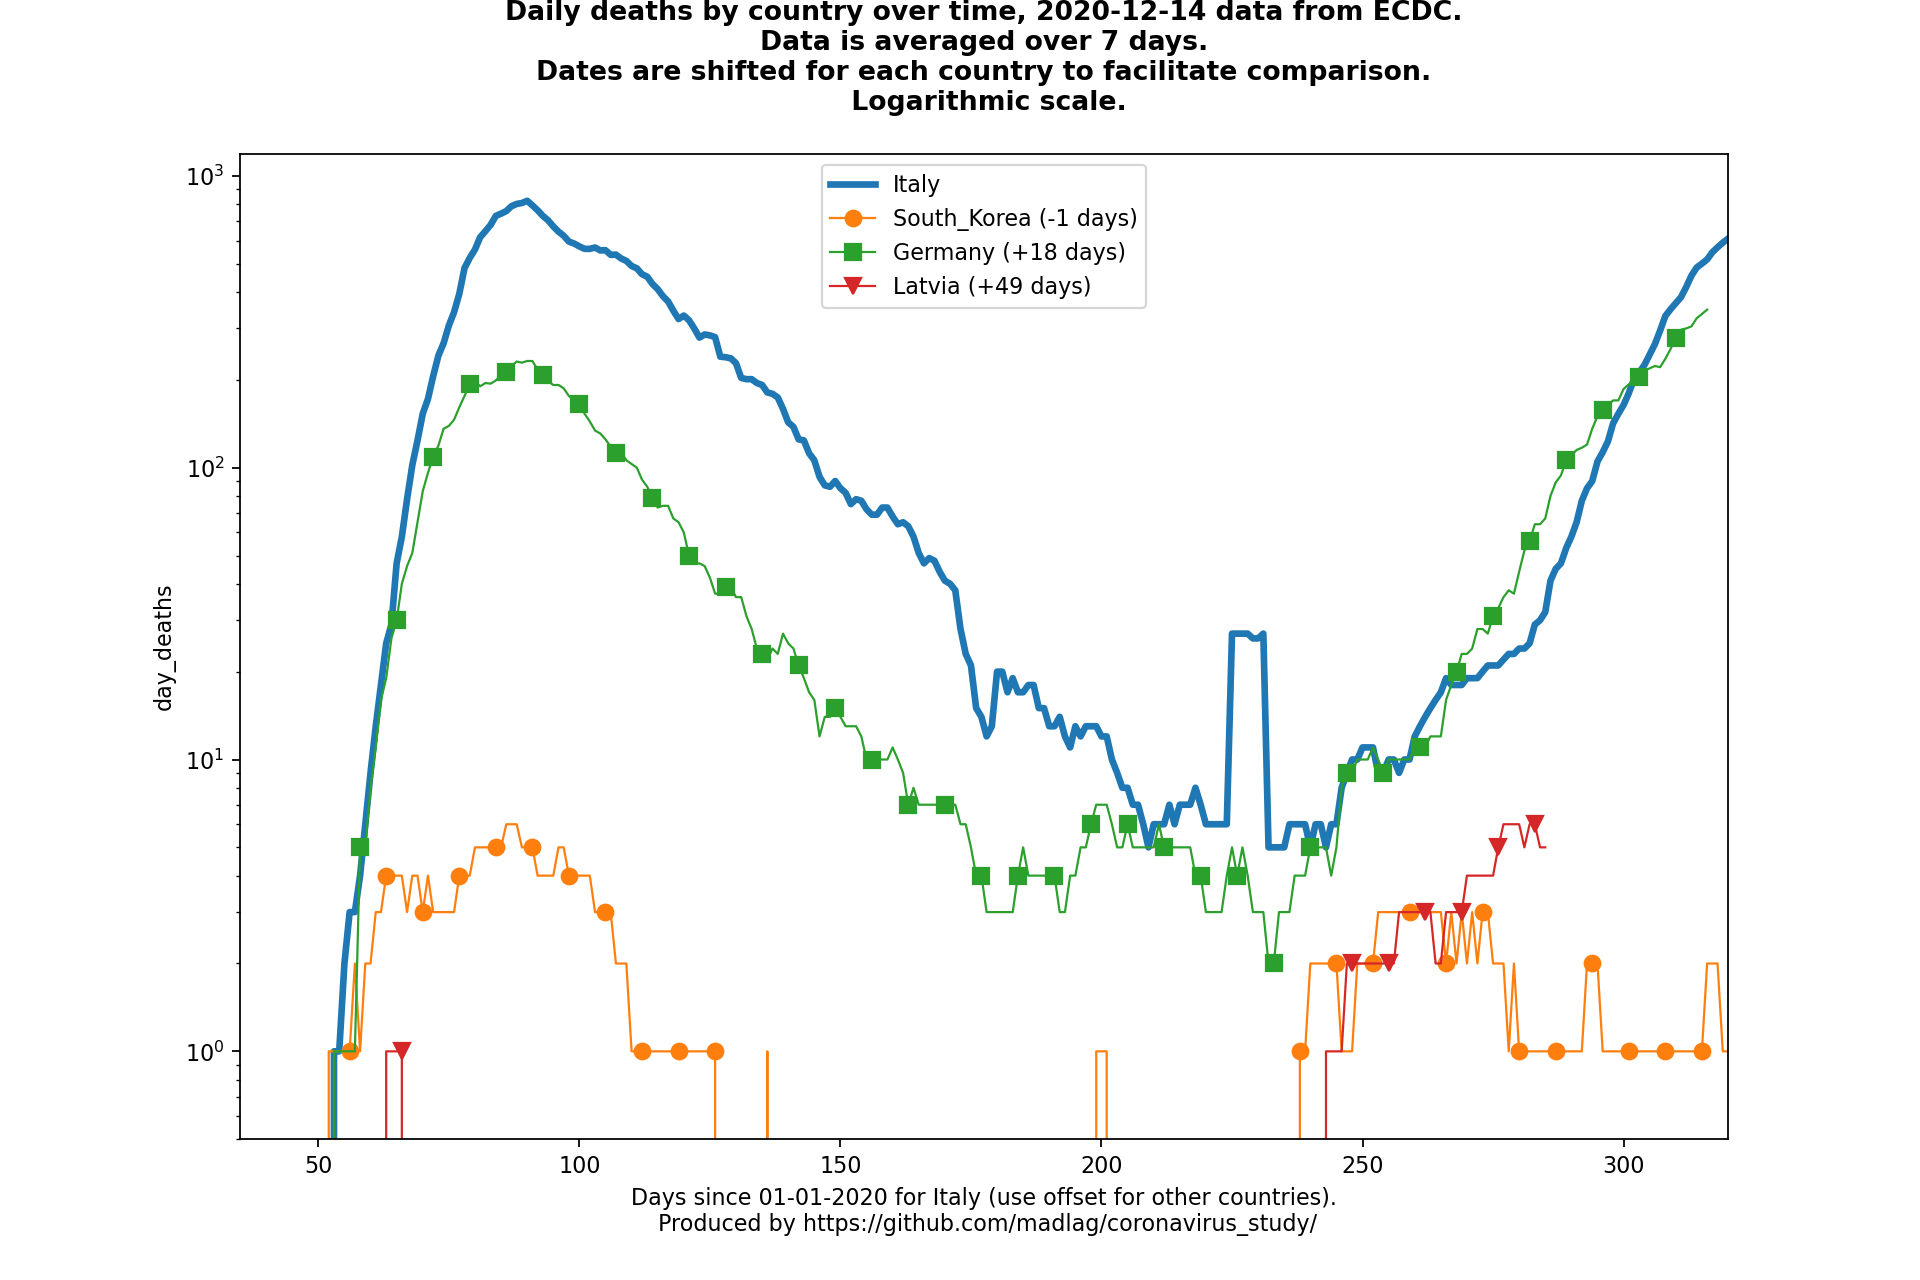 Daily deaths by country over time, 2020-12-14 data from ECDC.
Data is averaged over 7 days.
Dates are shifted for each country to facilitate comparison.
Logarithmic scale.
10³
10²
10¹
10⁰
day_deaths
Italy
South_Korea (-1 days)
Germany (+18 days)
Latvia (+49 days)
50 100 150 200 250 300
Days since 01-01-2020 for Italy (use offset for other countries).
Produced by https://github.com/madlag/coronavirus_study/